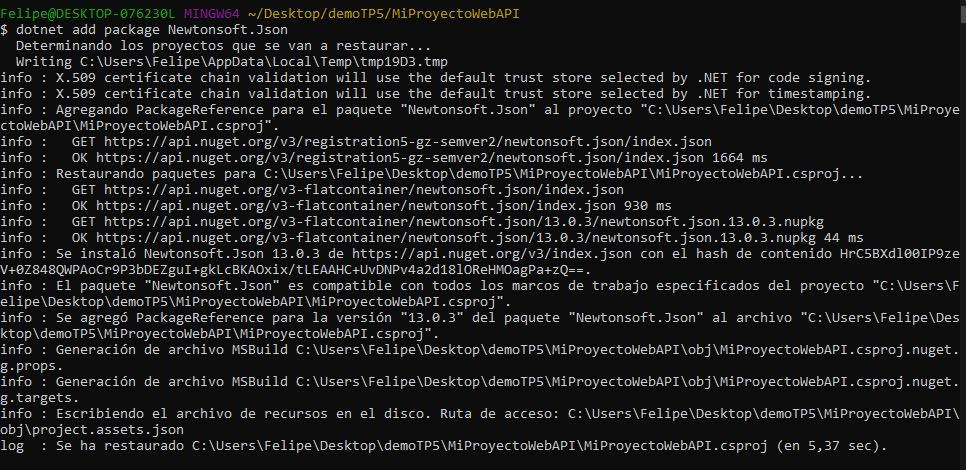 Felipe@DESKTOP-076230L MINGW64 ~/Desktop/demoTP5/MiProyectoWebAPI
$ dotnet add package Newtonsoft.Json
  Determinando los proyectos que se van a restaurar...
  Writing C:\Users\Felipe\AppData\Local\Temp\tmp19D3.tmp
info : X.509 certificate chain validation will use the default trust store selected by .NET for code signing.
info : X.509 certificate chain validation will use the default trust store selected by .NET for timestamping.
info : Agregando PackageReference para el paquete "Newtonsoft.Json" al proyecto "C:\Users\Felipe\Desktop\demoTP5\MiProye
ctoWebAPI\MiProyectoWebAPI.csproj".
info :   GET https://api.nuget.org/v3/registration5-gz-semver2/newtonsoft.json/index.json
info :   OK https://api.nuget.org/v3/registration5-gz-semver2/newtonsoft.json/index.json 1664 ms
info : Restaurando paquetes para C:\Users\Felipe\Desktop\demoTP5\MiProyectoWebAPI\MiProyectoWebAPI.csproj...
info :   GET https://api.nuget.org/v3-flatcontainer/newtonsoft.json/index.json
info :   OK https://api.nuget.org/v3-flatcontainer/newtonsoft.json/index.json 930 ms
info :   GET https://api.nuget.org/v3-flatcontainer/newtonsoft.json/13.0.3/newtonsoft.json.13.0.3.nupkg
info :   OK https://api.nuget.org/v3-flatcontainer/newtonsoft.json/13.0.3/newtonsoft.json.13.0.3.nupkg 44 ms
info : Se instaló Newtonsoft.Json 13.0.3 de https://api.nuget.org/v3/index.json con el hash de contenido HrC5BXdl00IP9ze
V+0Z848QWPAoCr9P3bDEZguI+gkLcBKAOxix/tLEAAHC+UvDNPv4a2d18lOReHMOagPa+zQ==.
info : El paquete "Newtonsoft.Json" es compatible con todos los marcos de trabajo especificados del proyecto "C:\Users\F
elipe\Desktop\demoTP5\MiProyectoWebAPI\MiProyectoWebAPI.csproj".
info : Se agregó PackageReference para la versión "13.0.3" del paquete "Newtonsoft.Json" al archivo "C:\Users\Felipe\Des
ktop\demoTP5\MiProyectoWebAPI\MiProyectoWebAPI.csproj".
info : Generación de archivo MSBuild C:\Users\Felipe\Desktop\demoTP5\MiProyectoWebAPI\obj\MiProyectoWebAPI.csproj.nuget.
g.props.
info : Generación de archivo MSBuild C:\Users\Felipe\Desktop\demoTP5\MiProyectoWebAPI\obj\MiProyectoWebAPI.csproj.nuget.
g.targets.
info : Escribiendo el archivo de recursos en el disco. Ruta de acceso: C:\Users\Felipe\Desktop\demoTP5\MiProyectoWebAPI\
obj\project.assets.json
log  : Se ha restaurado C:\Users\Felipe\Desktop\demoTP5\MiProyectoWebAPI\MiProyectoWebAPI.csproj (en 5,37 sec).